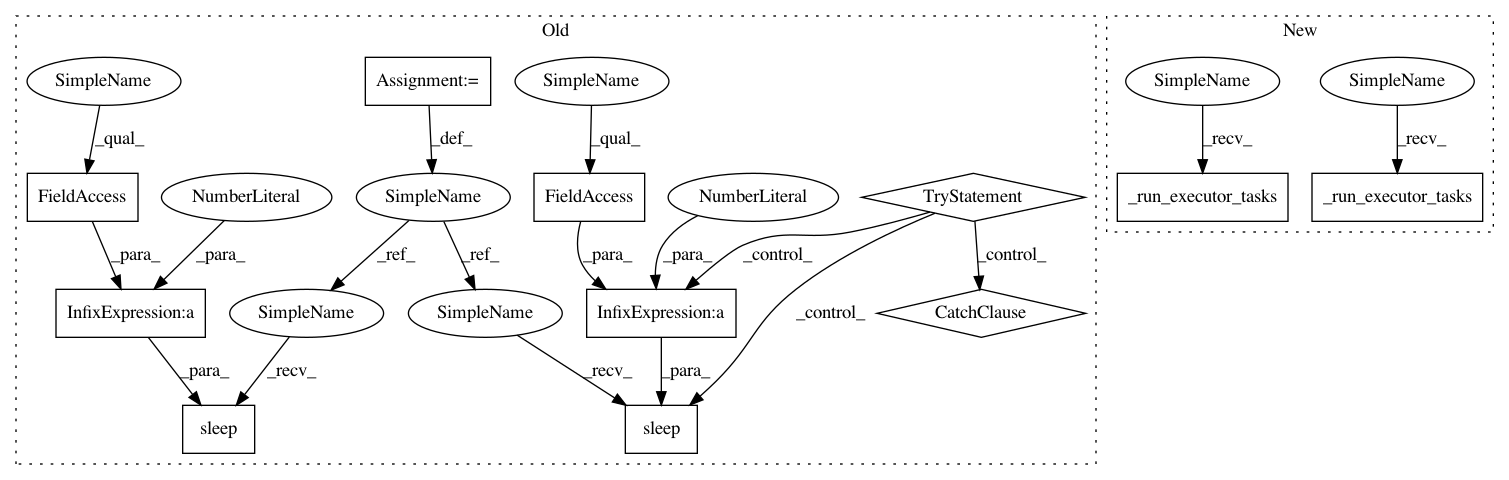 Old
New
SimpleName
Assignment:=
SimpleName
SimpleName
SimpleName
_qual_
_def_
_qual_
_recv_
_recv_
FieldAccess
NumberLiteral
SimpleName
FieldAccess
NumberLiteral
TryStatement
_run_executor_tasks
_run_executor_tasks
_para_
_para_
_ref_
_ref_
_para_
_para_
_control_
_control_
InfixExpression:a
SimpleName
SimpleName
InfixExpression:a
CatchClause
_control_
_para_
_recv_
_recv_
_para_
sleep
sleep